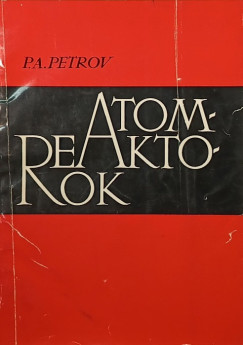 P.A.PETROV
ATOM-
REAKTO-
ROK